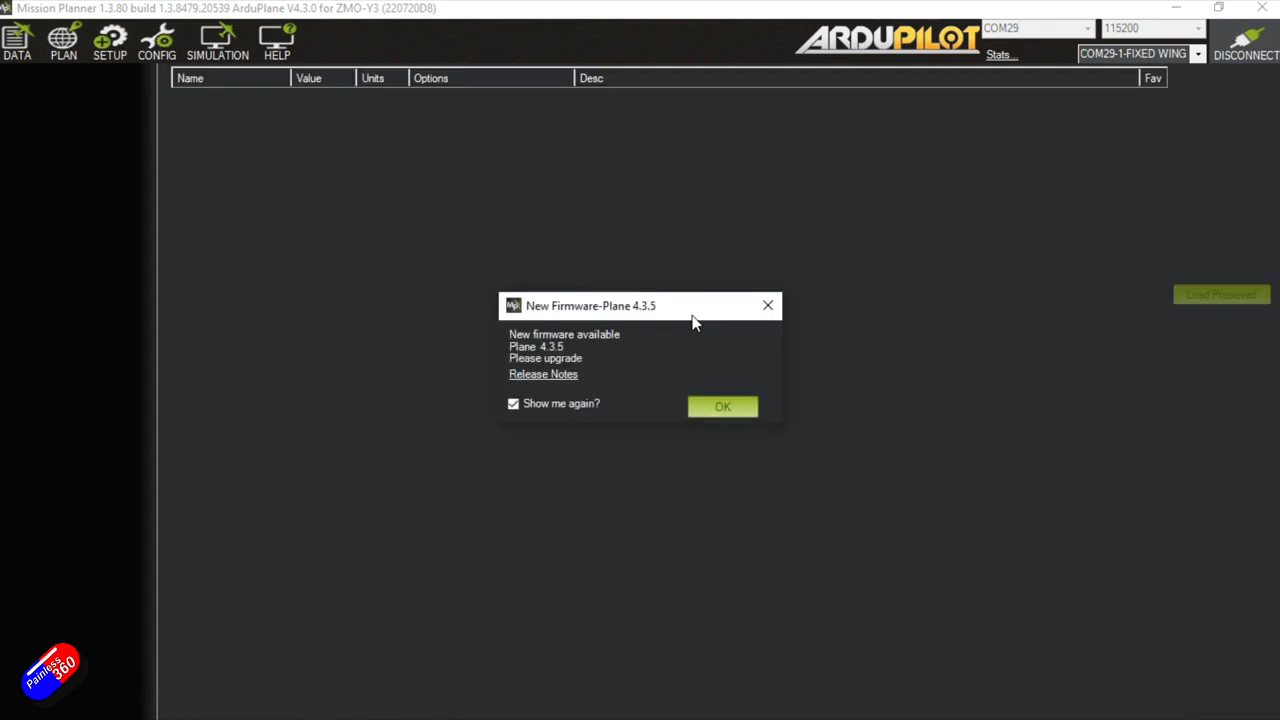 Mission Planner 1.3.80 build 1.3.8479.20539 ArduPlane V4.3.0 for ZMO-Y3 (220720D8)
DATA PLAN SETUP CONFIG SIMULATION HELP
ARDUPILOT
Stats...
COM29 115200
COM29-1-FIXED WING
DISCONNECT
Name Value Units Options Desc Fav
Load Presaved
New Firmware-Plane 4.3.5
New firmware available
Plane 4.3.5
Please upgrade
Release Notes
Show me again? OK
Painless
360